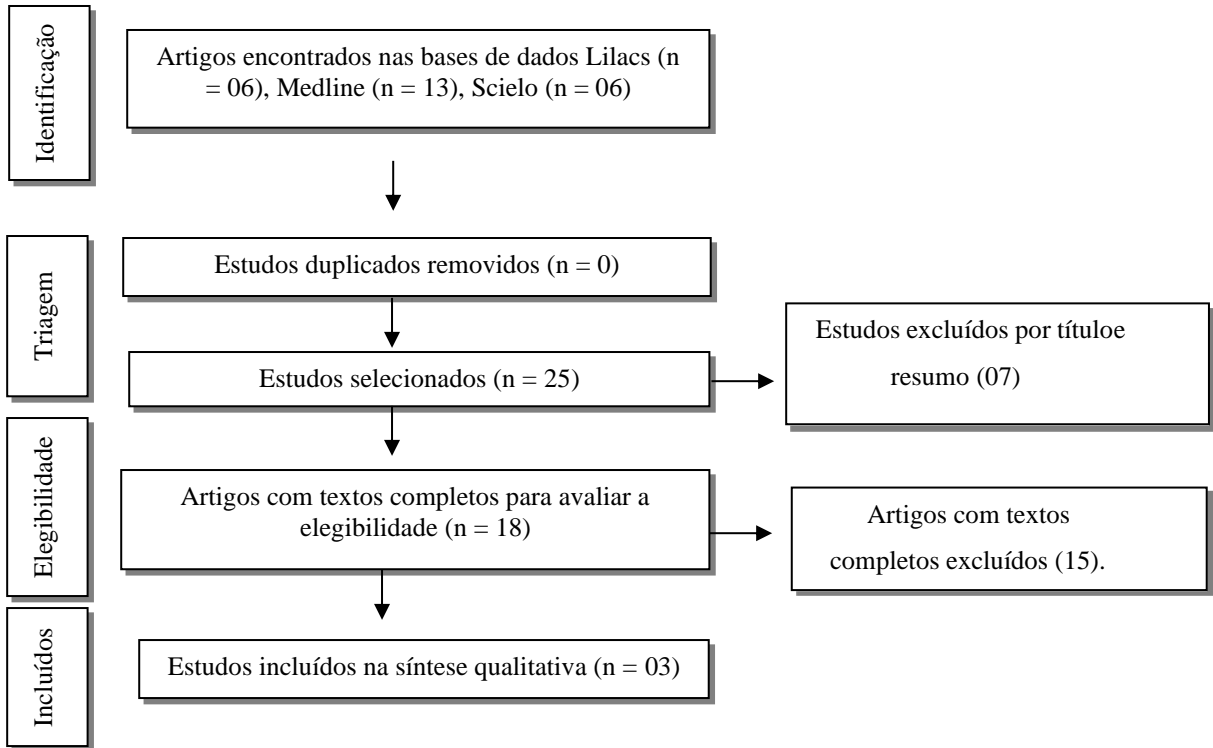 Identificação
Artigos encontrados nas bases de dados Lilacs (n
= 06), Medline (n = 13), Scielo (n = 06)
Triagem
Estudos duplicados removidos (n = 0)
Estudos selecionados (n = 25)
Estudos excluídos por títuloe
resumo (07)
Elegibilidade
Artigos com textos completos para avaliar a
elegibilidade (n = 18)
Artigos com textos
completos excluídos (15).
Incluídos
Estudos incluídos na síntese qualitativa (n = 03)